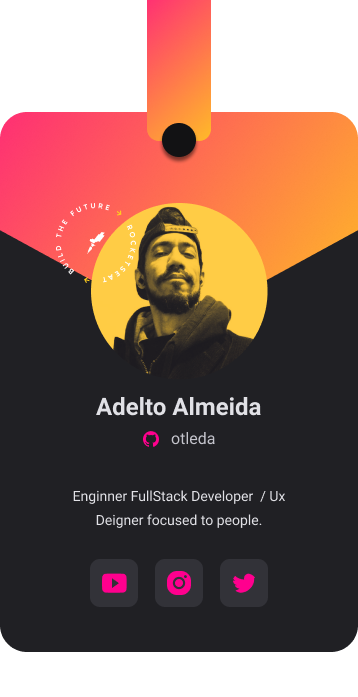 BUILD THE FUTURE → ROCKETSEAT →
Adelto Almeida
otleda
Enginner FullStack Developer / Ux
Deigner focused to people.